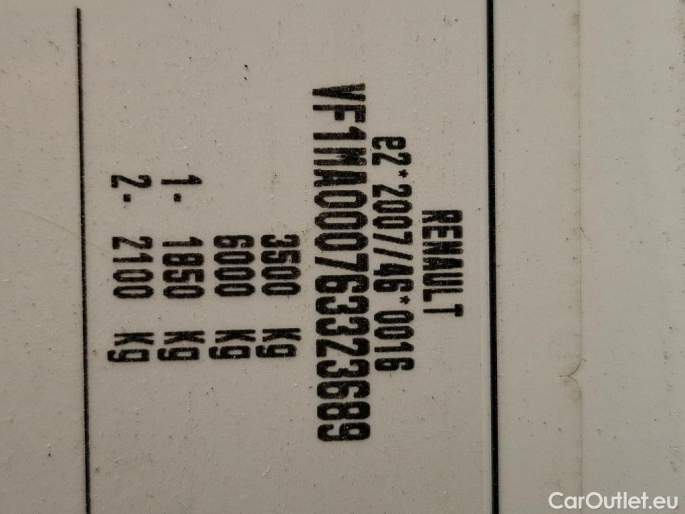 RENAULT
e2*2007/46*0016
VF1MA000763323689
3500 Kg
6000 Kg
1- 1850 Kg
2- 2100 Kg
CarOutlet.eu